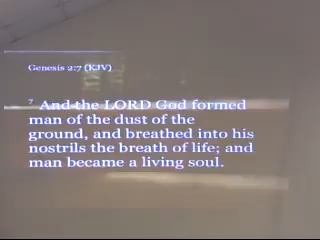 Genesis 2:7 (KJV)
7 And the LORD God formed
man of the dust of the
ground, and breathed into his
nostrils the breath of life; and
man became a living soul.